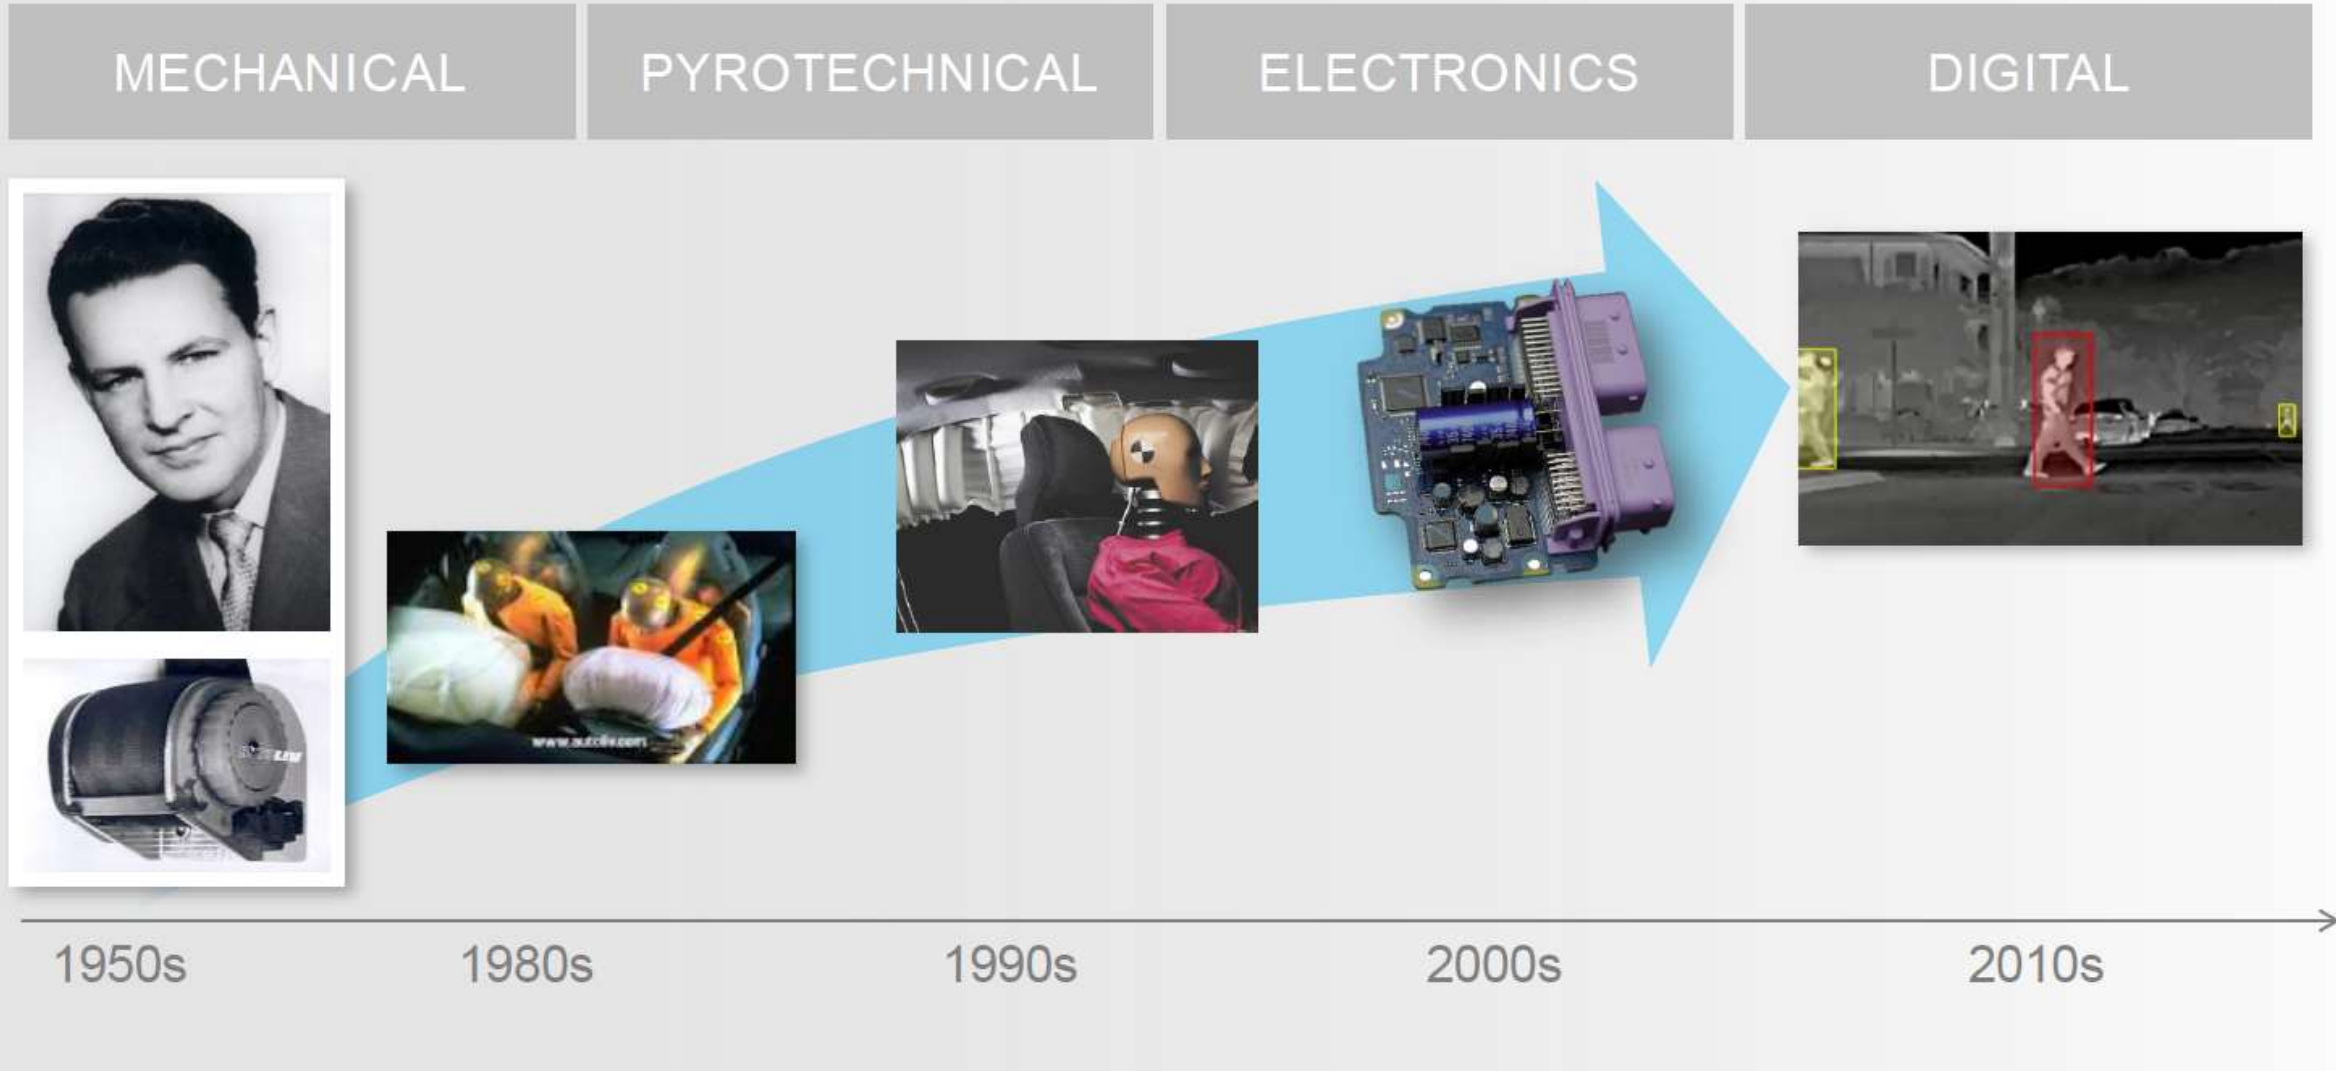 MECHANICAL
PYROTECHNICAL
ELECTRONICS
DIGITAL
www.autoliv.com
1950s
1980s
1990s
2000s
2010s